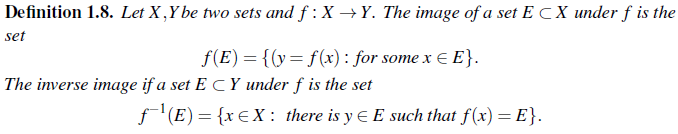 Definition 1.8. Let X,Y be two sets and f : X → Y. The image of a set E ⊂ X under f is the
set
f(E) = {(y = f(x) : for some x ∈ E}.
The inverse image if a set E ⊂ Y under f is the set
f⁻¹(E) = {x ∈ X : there is y ∈ E such that f(x) = E}.